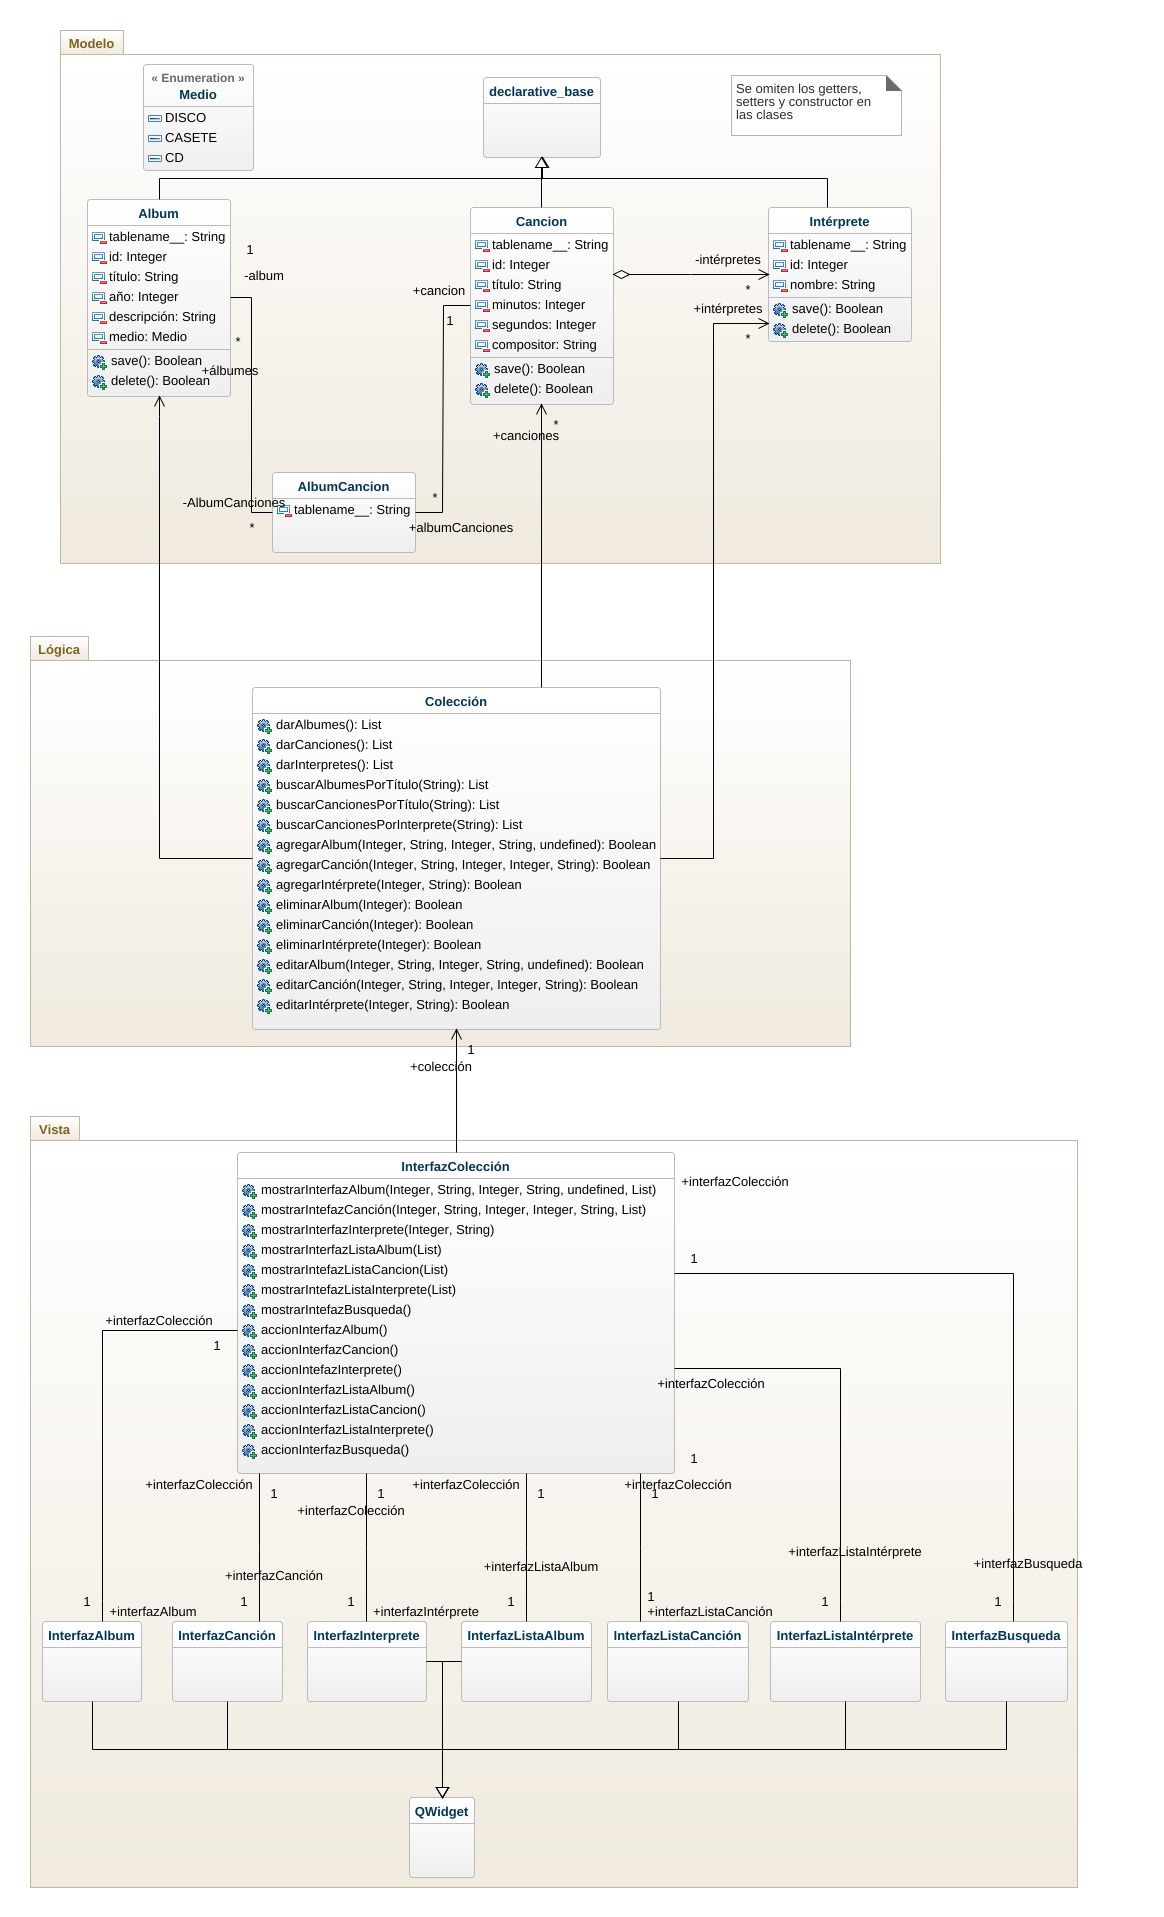 Modelo
« Enumeration »
Medio
DISCO
CASETE
CD
declarative_base
Se omiten los getters,
setters y constructor en
las clases
Album
tablename__: String
id: Integer
título: String
año: Integer
descripción: String
medio: Medio
save(): Boolean
delete(): Boolean
1
-album
*
+álbumes
Cancion
tablename__: String
id: Integer
título: String
minutos: Integer
segundos: Integer
compositor: String
save(): Boolean
delete(): Boolean
+cancion
1
-intérpretes
*
+intérpretes
*
Intérprete
tablename__: String
id: Integer
nombre: String
save(): Boolean
delete(): Boolean
*
+canciones
AlbumCancion
tablename__: String
-AlbumCanciones
*
*
+albumCanciones
Lógica
Colección
darAlbumes(): List
darCanciones(): List
darInterpretes(): List
buscarAlbumesPorTítulo(String): List
buscarCancionesPorTítulo(String): List
buscarCancionesPorInterprete(String): List
agregarAlbum(Integer, String, Integer, String, undefined): Boolean
agregarCanción(Integer, String, Integer, Integer, String): Boolean
agregarIntérprete(Integer, String): Boolean
eliminarAlbum(Integer): Boolean
eliminarCanción(Integer): Boolean
eliminarIntérprete(Integer): Boolean
editarAlbum(Integer, String, Integer, String, undefined): Boolean
editarCanción(Integer, String, Integer, Integer, String): Boolean
editarIntérprete(Integer, String): Boolean
1
+colección
Vista
InterfazColección
mostrarInterfazAlbum(Integer, String, Integer, String, undefined, List)
mostrarIntefazCanción(Integer, String, Integer, Integer, String, List)
mostrarInterfazInterprete(Integer, String)
mostrarIntefazListaAlbum(List)
mostrarIntefazListaCancion(List)
mostrarIntefazListaInterprete(List)
mostrarIntefazBusqueda()
accionInterfazAlbum()
accionInterfazCancion()
accionIntefazInterprete()
accionInterfazListaAlbum()
accionInterfazListaCancion()
accionInterfazListaInterprete()
accionInterfazBusqueda()
+interfazColección
1
+interfazColección
1
+interfazColección
1
+interfazColección
1
+interfazColección
1
+interfazColección
1
+interfazColección
1
+interfazListaIntérprete
+interfazBusqueda
+interfazListaAlbum
+interfazCanción
1
+interfazAlbum
1
1
+interfazIntérprete
1
1
+interfazListaCanción
1
1
InterfazAlbum
InterfazCanción
InterfazInterprete
InterfazListaAlbum
InterfazListaCanción
InterfazListaIntérprete
InterfazBusqueda
QWidget